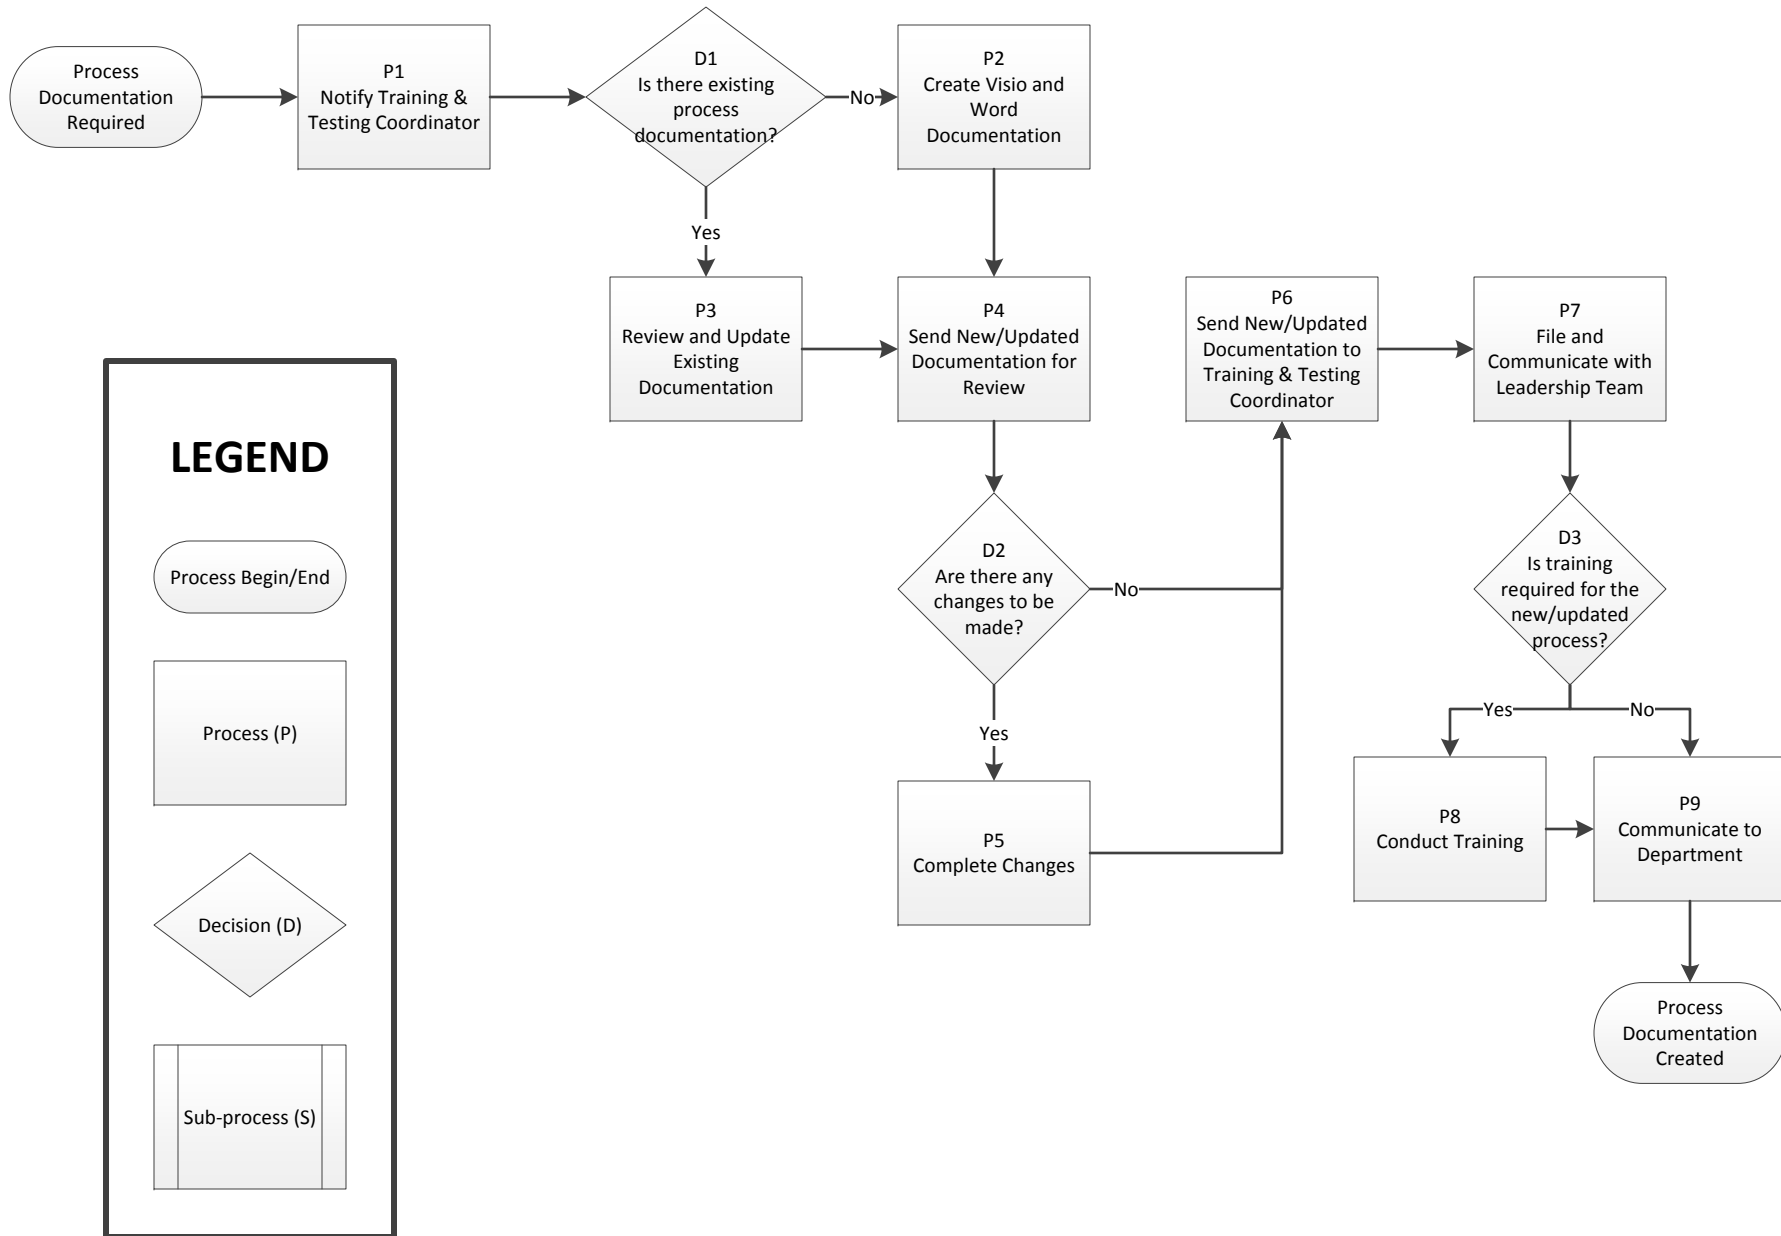 Process
Documentation
Required
P1
Notify Training &
Testing Coordinator
D1
Is there existing
process
documentation?
No
P2
Create Visio and
Word
Documentation
Yes
P3
Review and Update
Existing
Documentation
P4
Send New/Updated
Documentation for
Review
P6
Send New/Updated
Documentation to
Training & Testing
Coordinator
P7
File and
Communicate with
Leadership Team
D2
Are there any
changes to be
made?
No
Yes
P5
Complete Changes
D3
Is training
required for the
new/updated
process?
Yes
No
P8
Conduct Training
P9
Communicate to
Department
Process
Documentation
Created
LEGEND
Process Begin/End
Process (P)
Decision (D)
Sub-process (S)